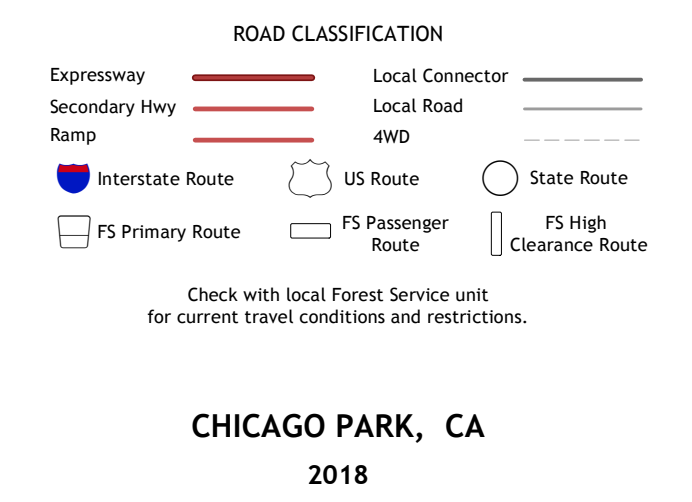 ROAD CLASSIFICATION
Expressway
Local Connector
Secondary Hwy
Local Road
Ramp
4WD
Interstate Route
US Route
State Route
FS Primary Route
FS Passenger
Route
FS High
Clearance Route
Check with local Forest Service unit
for current travel conditions and restrictions.
CHICAGO PARK, CA
2018